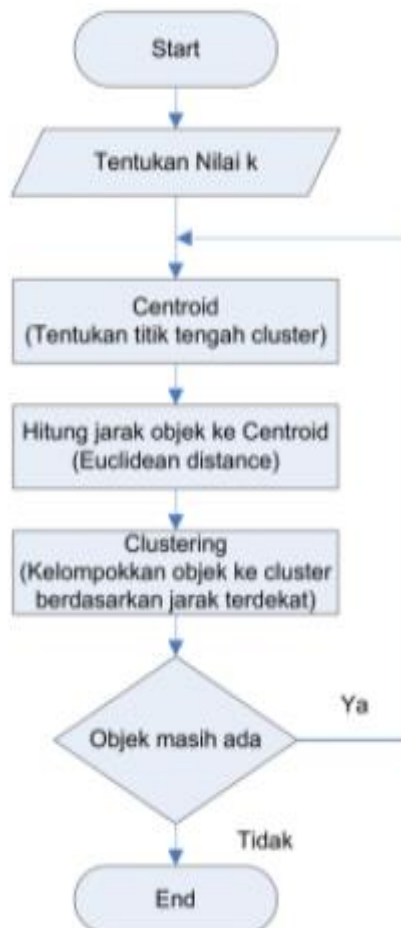 Start
Tentukan Nilai k
Centroid
(Tentukan titik tengah cluster)
Hitung jarak objek ke Centroid
(Euclidean distance)
Clustering
(Kelompokkan objek ke cluster
berdasarkan jarak terdekat)
Objek masih ada
Ya
Tidak
End